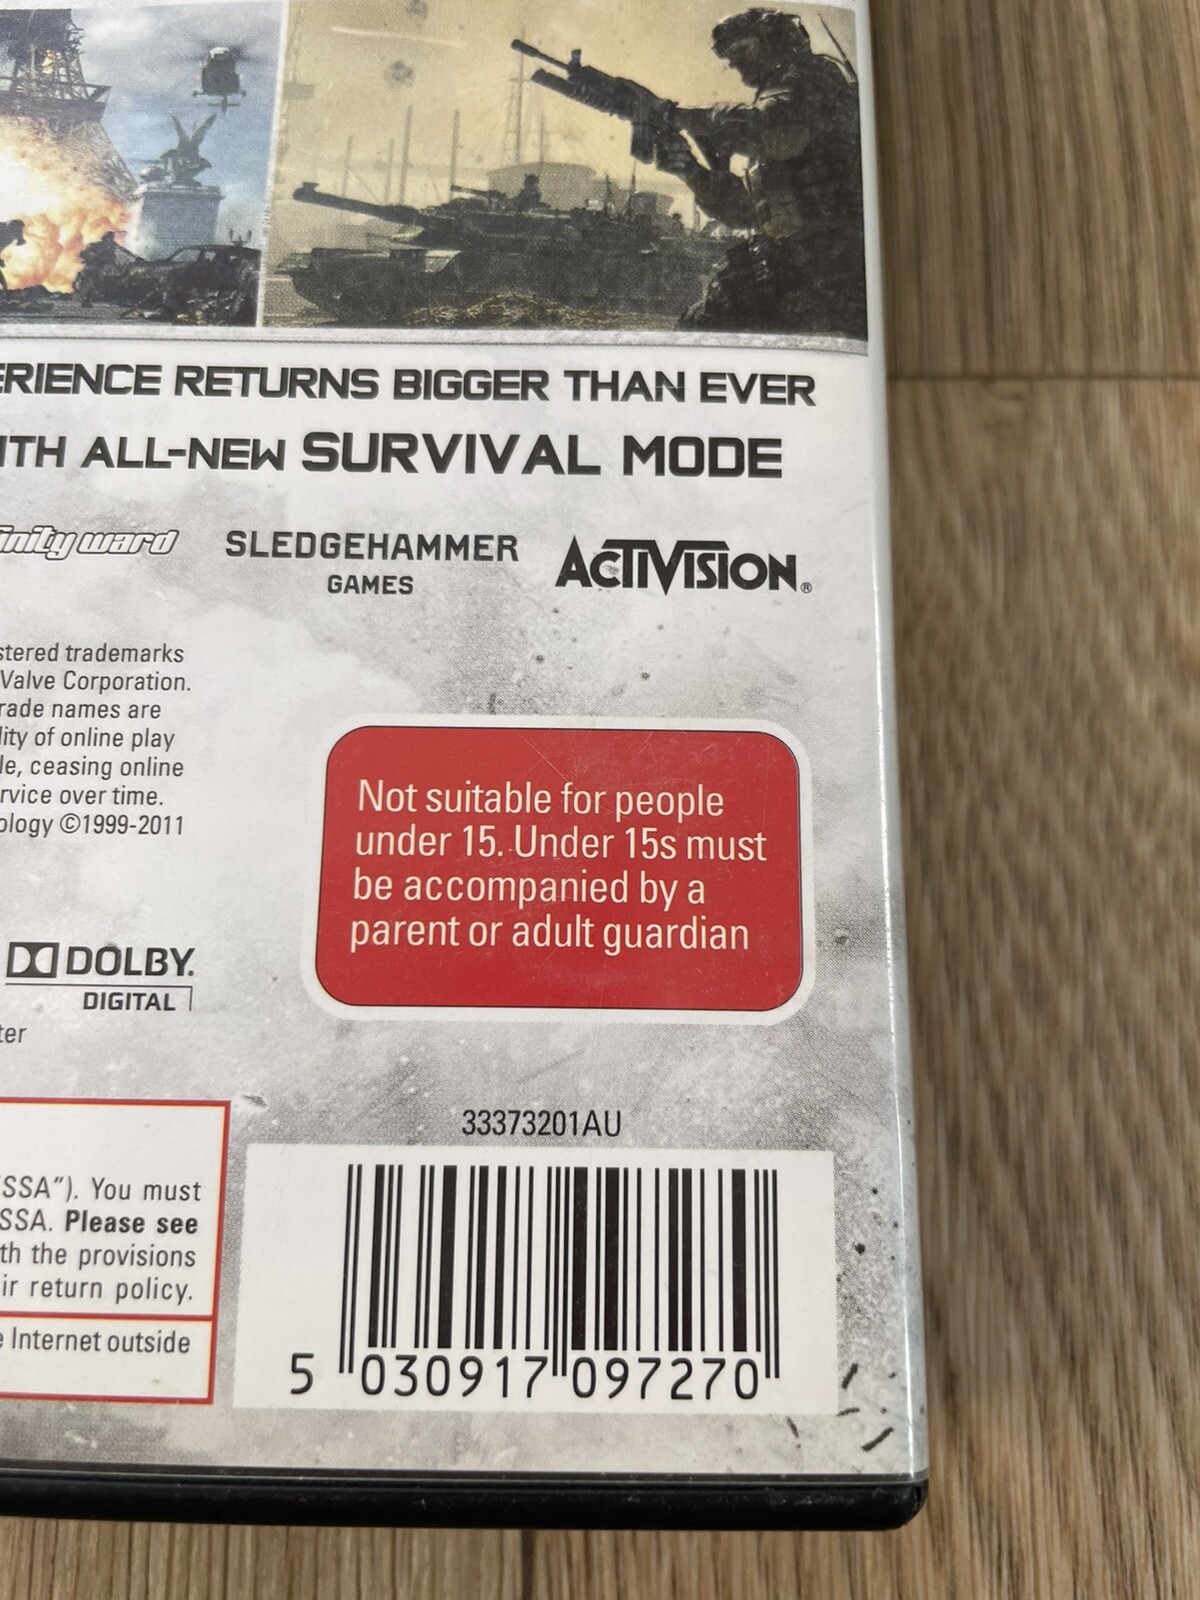 ERIENCE RETURNS BIGGER THAN EVER
ITH ALL-NEW SURVIVAL MODE
inity ward
SLEDGEHAMMER
GAMES
ACTIVISION®
stered trademarks
Valve Corporation.
rade names are
lity of online play
le, ceasing online
rvice over time.
ology ©1999-2011
Not suitable for people
under 15. Under 15s must
be accompanied by a
parent or adult guardian
DOLBY.
DIGITAL
ter
33373201AU
SSA"). You must
SSA. Please see
th the provisions
ir return policy.
e Internet outside
5 030917 097270